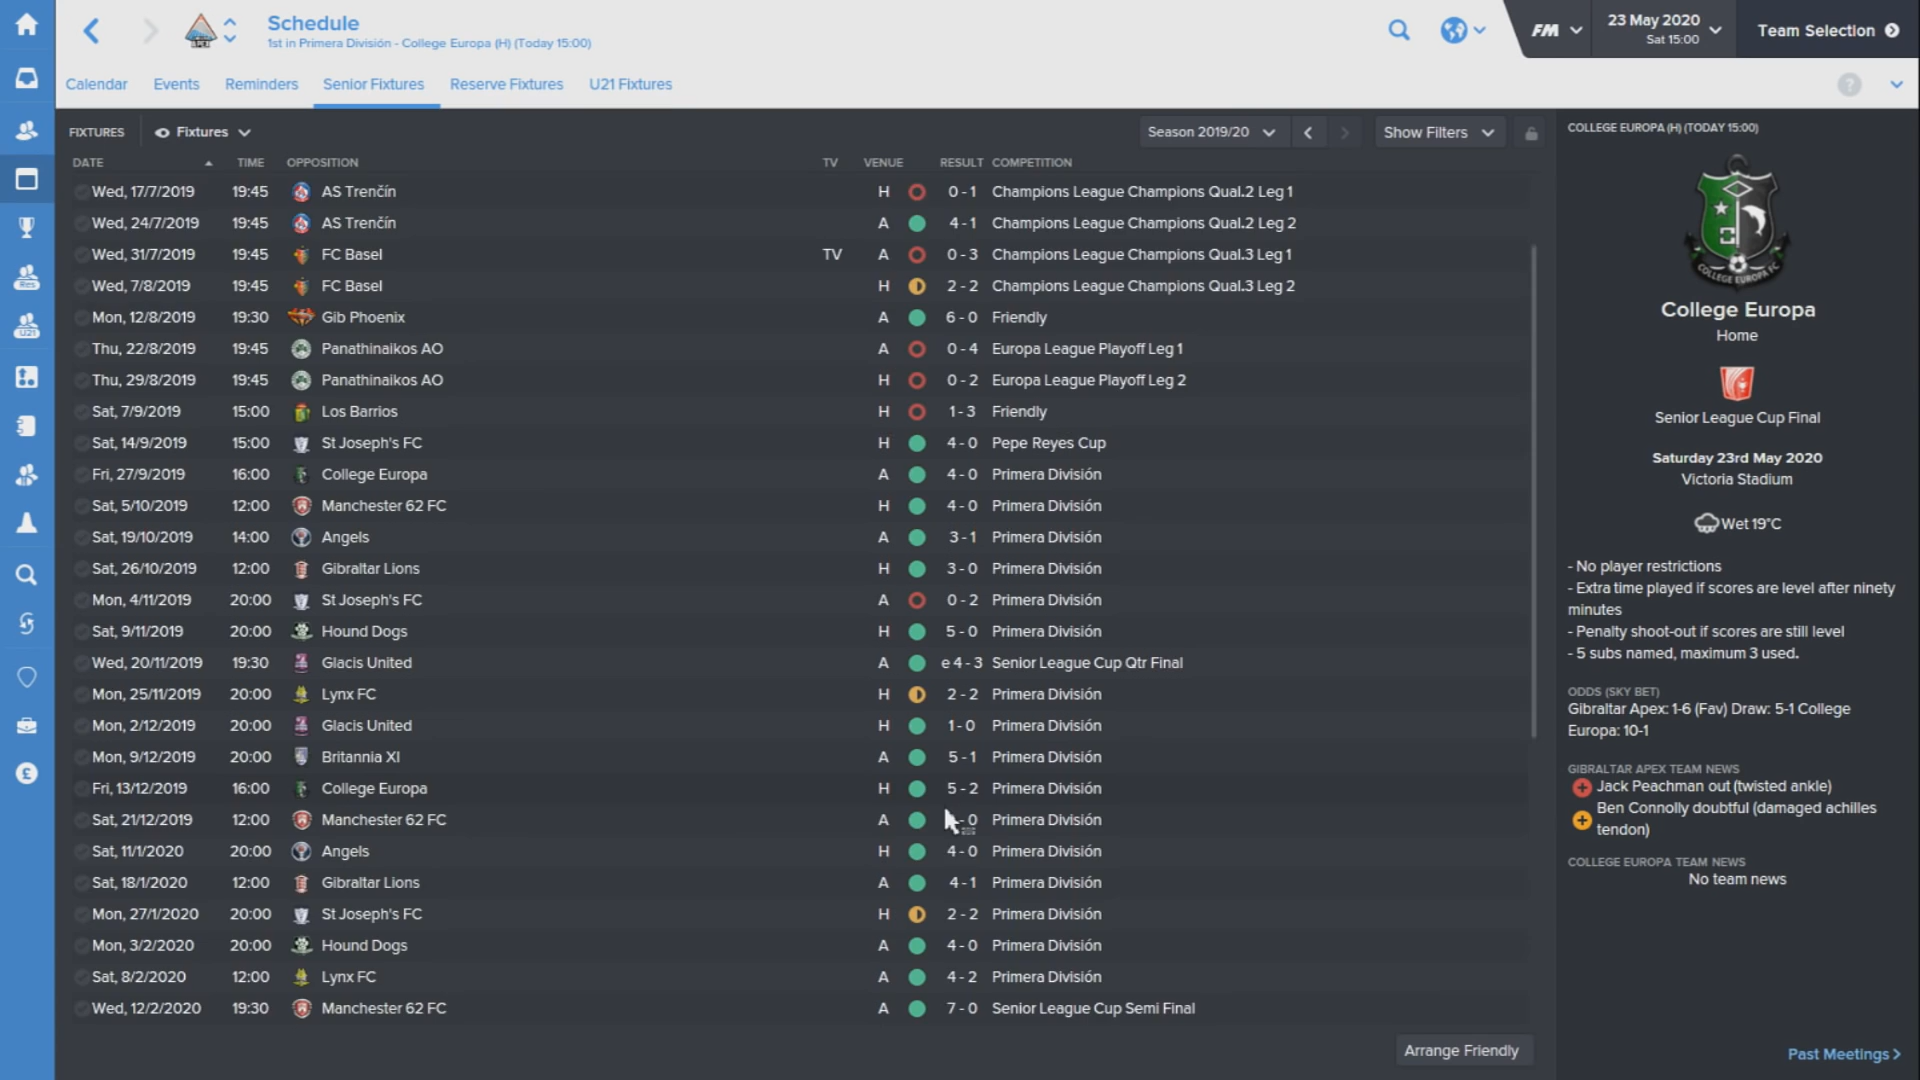 Schedule
1st in Primera División - College Europa (H) (Today 15:00)
FM
23 May 2020
Sat 15:00
Team Selection
Calendar Events Reminders Senior Fixtures Reserve Fixtures U21 Fixtures
?
FIXTURES Fixtures Season 2019/20 Show Filters
DATE TIME OPPOSITION TV VENUE RESULT COMPETITION
Wed, 17/7/2019 19:45 AS Trenčín H 0 - 1 Champions League Champions Qual.2 Leg 1
Wed, 24/7/2019 19:45 AS Trenčín A 4 - 1 Champions League Champions Qual.2 Leg 2
Wed, 31/7/2019 19:45 FC Basel TV A 0 - 3 Champions League Champions Qual.3 Leg 1
Wed, 7/8/2019 19:45 FC Basel H 2 - 2 Champions League Champions Qual.3 Leg 2
Mon, 12/8/2019 19:30 Gib Phoenix A 6 - 0 Friendly
Thu, 22/8/2019 19:45 Panathinaikos AO A 0 - 4 Europa League Playoff Leg 1
Thu, 29/8/2019 19:45 Panathinaikos AO H 0 - 2 Europa League Playoff Leg 2
Sat, 7/9/2019 15:00 Los Barrios H 1 - 3 Friendly
Sat, 14/9/2019 15:00 St Joseph's FC H 4 - 0 Pepe Reyes Cup
Fri, 27/9/2019 16:00 College Europa A 4 - 0 Primera División
Sat, 5/10/2019 12:00 Manchester 62 FC H 4 - 0 Primera División
Sat, 19/10/2019 14:00 Angels A 3 - 1 Primera División
Sat, 26/10/2019 12:00 Gibraltar Lions H 3 - 0 Primera División
Mon, 4/11/2019 20:00 St Joseph's FC A 0 - 2 Primera División
Sat, 9/11/2019 20:00 Hound Dogs H 5 - 0 Primera División
Wed, 20/11/2019 19:30 Glacis United A e 4 - 3 Senior League Cup Qtr Final
Mon, 25/11/2019 20:00 Lynx FC H 2 - 2 Primera División
Mon, 2/12/2019 20:00 Glacis United H 1 - 0 Primera División
Mon, 9/12/2019 20:00 Britannia XI A 5 - 1 Primera División
Fri, 13/12/2019 16:00 College Europa H 5 - 2 Primera División
Sat, 21/12/2019 12:00 Manchester 62 FC A - 0 Primera División
Sat, 11/1/2020 20:00 Angels H 4 - 0 Primera División
Sat, 18/1/2020 12:00 Gibraltar Lions A 4 - 1 Primera División
Mon, 27/1/2020 20:00 St Joseph's FC H 2 - 2 Primera División
Mon, 3/2/2020 20:00 Hound Dogs A 4 - 0 Primera División
Sat, 8/2/2020 12:00 Lynx FC A 4 - 2 Primera División
Wed, 12/2/2020 19:30 Manchester 62 FC A 7 - 0 Senior League Cup Semi Final
Arrange Friendly
COLLEGE EUROPA (H) (TODAY 15:00)
COLLEGE EUROPA FC
College Europa
Home
Senior League Cup Final
Saturday 23rd May 2020
Victoria Stadium
Wet 19°C
- No player restrictions
- Extra time played if scores are level after ninety
minutes
- Penalty shoot-out if scores are still level
- 5 subs named, maximum 3 used.
ODDS (SKY BET)
Gibraltar Apex: 1-6 (Fav) Draw: 5-1 College
Europa: 10-1
GIBRALTAR APEX TEAM NEWS
Jack Peachman out (twisted ankle)
Ben Connolly doubtful (damaged achilles
tendon)
COLLEGE EUROPA TEAM NEWS
No team news
Past Meetings
Res
U21
£